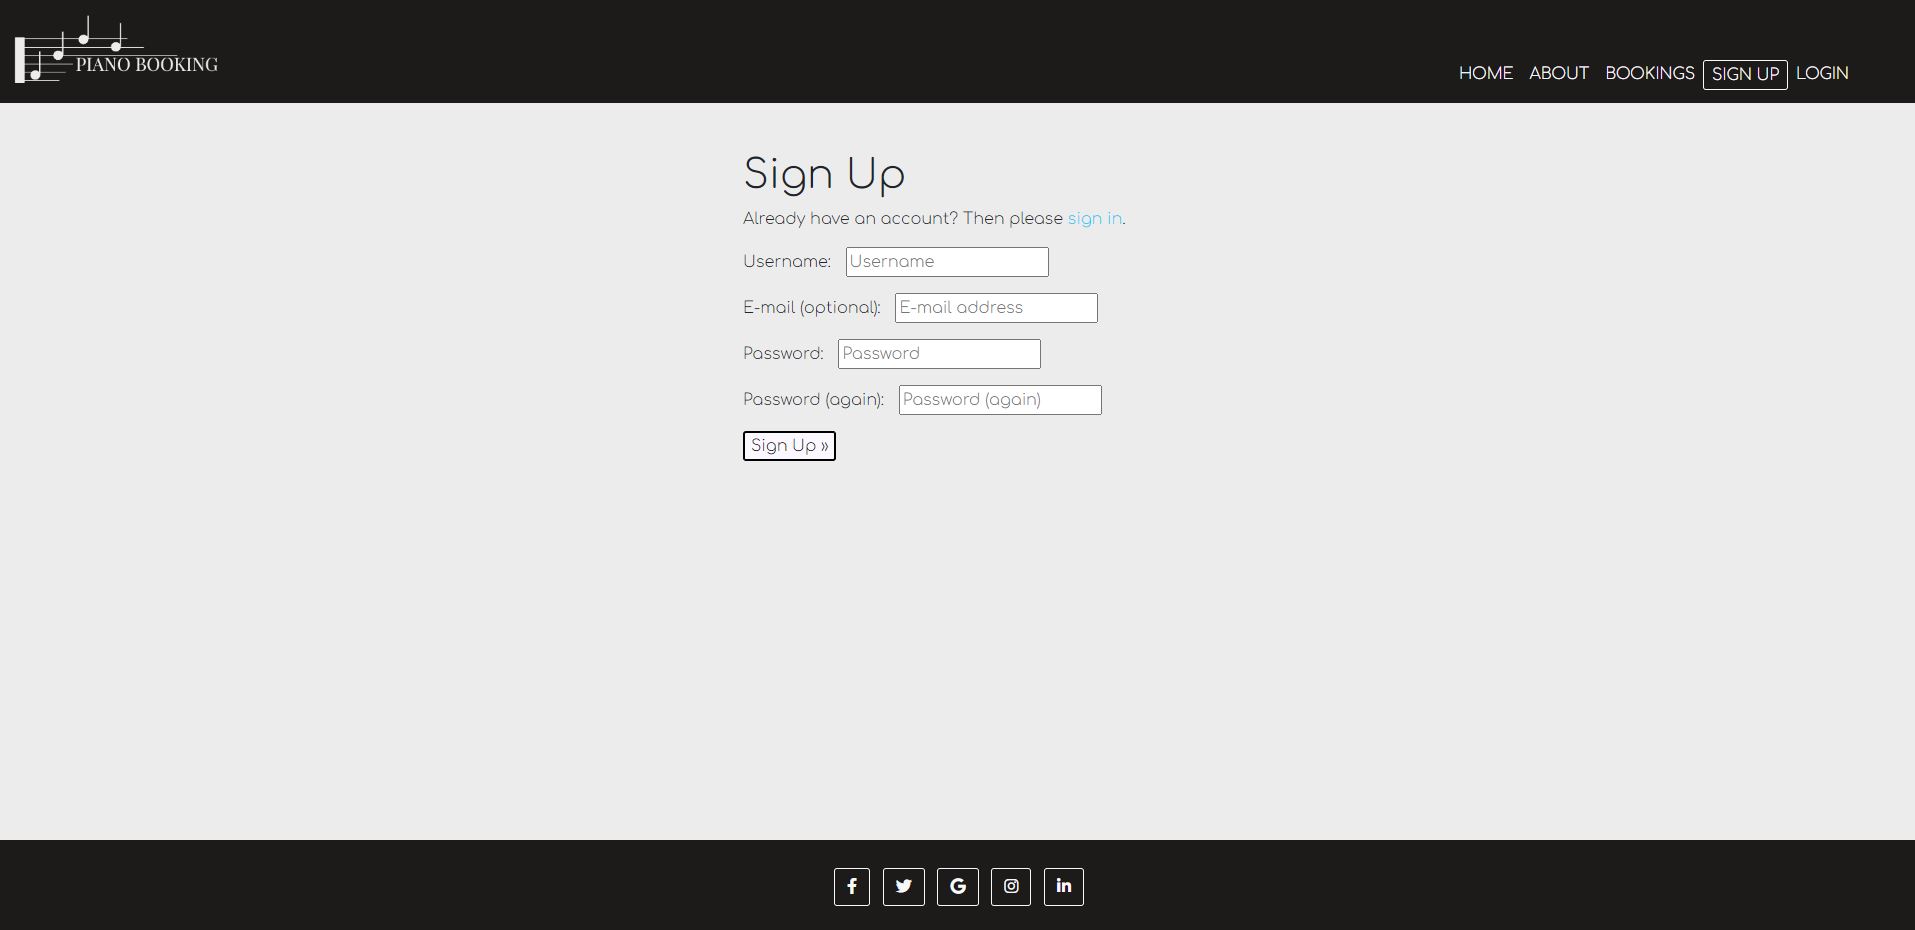 PIANO BOOKING
HOME ABOUT BOOKINGS SIGN UP LOGIN
Sign Up
Already have an account? Then please sign in.
Username: Username
E-mail (optional): E-mail address
Password: Password
Password (again): Password (again)
Sign Up »